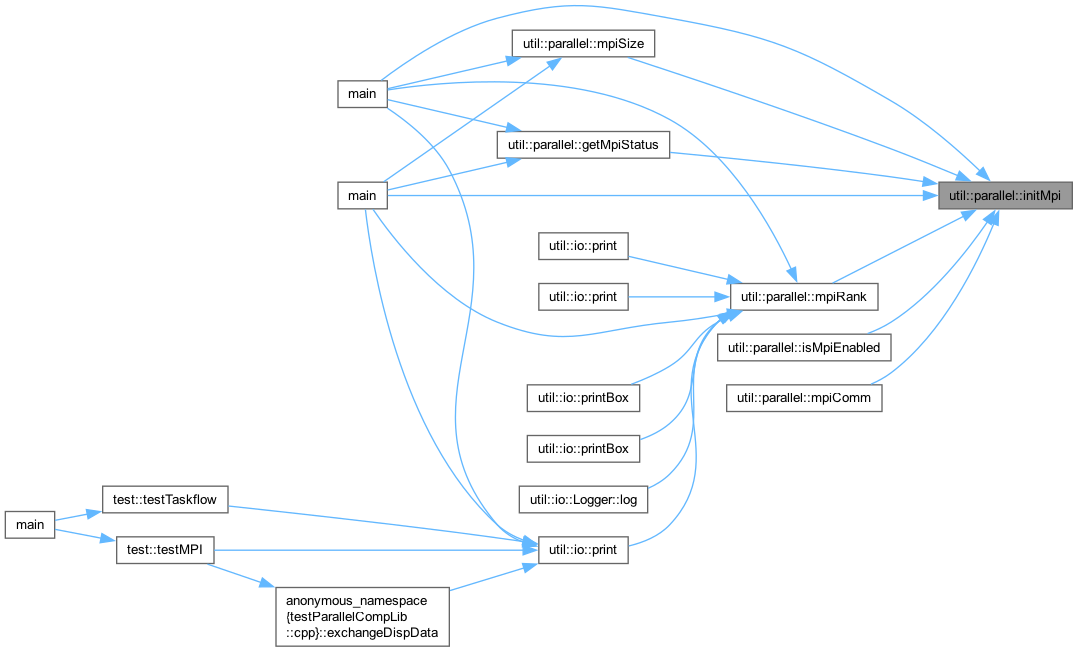 util::parallel::mpiSize
main
util::parallel::getMpiStatus
main
util::parallel::initMpi
util::io::print
util::io::print
util::parallel::mpiRank
util::parallel::isMpiEnabled
util::io::printBox
util::parallel::mpiComm
util::io::printBox
util::io::Logger::log
test::testTaskflow
main
test::testMPI
util::io::print
anonymous_namespace
{testParallelCompLib
::cpp}::exchangeDispData